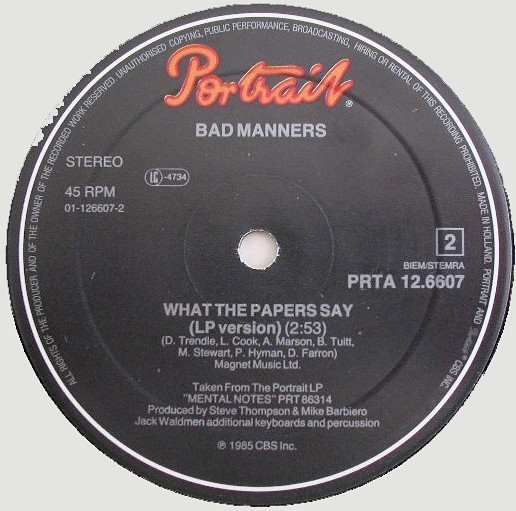 ALL RIGHTS OF THE PRODUCER AND OF THE OWNER OF THE RECORDED WORK RESERVED UNAUTHORISED COPYING, PUBLIC PERFORMANCE, BROADCASTING, HIRING OR RENTAL OF THIS RECORDING PROHIBITED. MADE IN HOLLAND. PORTRAIT AND
CBS INC.
Portrait®
BAD MANNERS
STEREO
LC -4734
45 RPM
01-126607-2
2
BIEM/STEMRA
PRTA 12.6607
WHAT THE PAPERS SAY
(LP version) (2:53)
(D. Trendle, L. Cook, A. Marson, B. Tuitt,
M. Stewart, P. Hyman, D. Farron)
Magnet Music Ltd.
Taken From The Portrait LP
"MENTAL NOTES" PRT 86314
Produced by Steve Thompson & Mike Barbiero
Jack Waldmen additional keyboards and percussion
℗ 1985 CBS Inc.